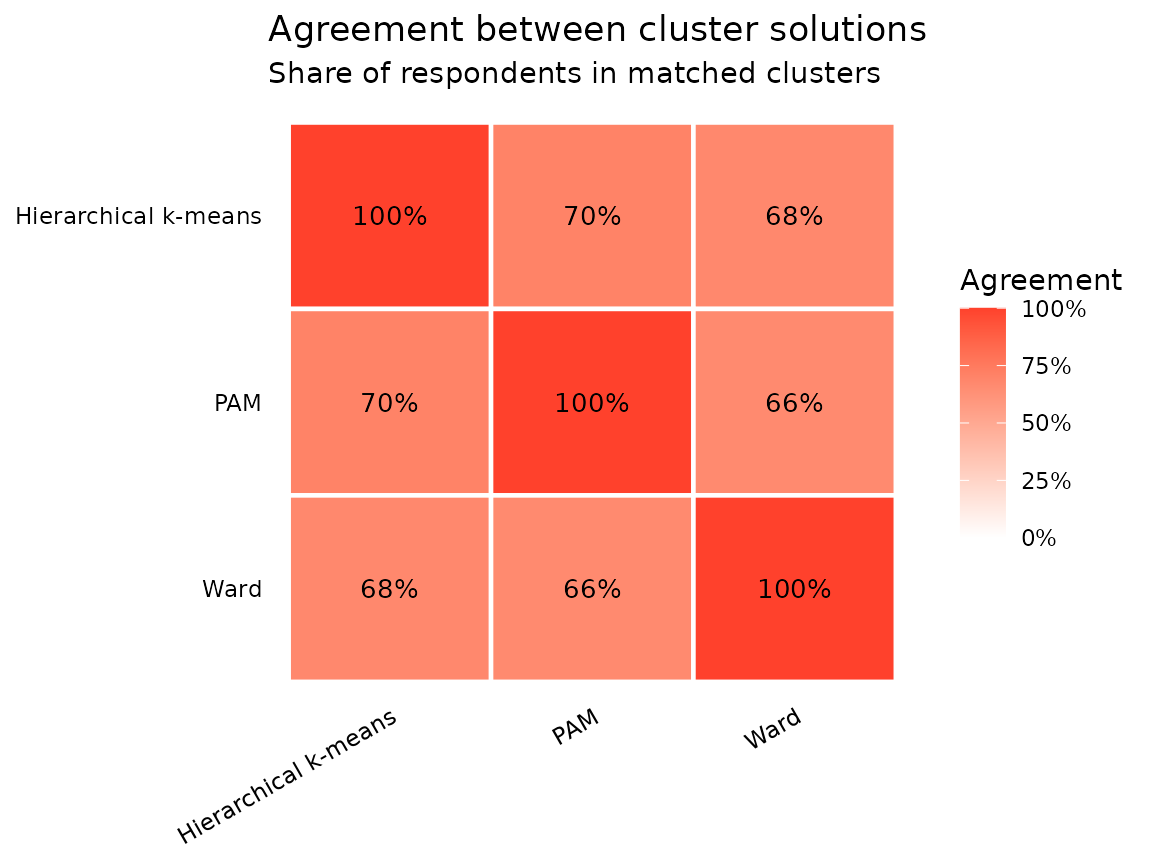 Agreement between cluster solutions
Share of respondents in matched clusters
Hierarchical k-means
100%
70%
68%
PAM
70%
100%
66%
Ward
68%
66%
100%
Hierarchical k-means
PAM
Ward
Agreement
100%
75%
50%
25%
0%